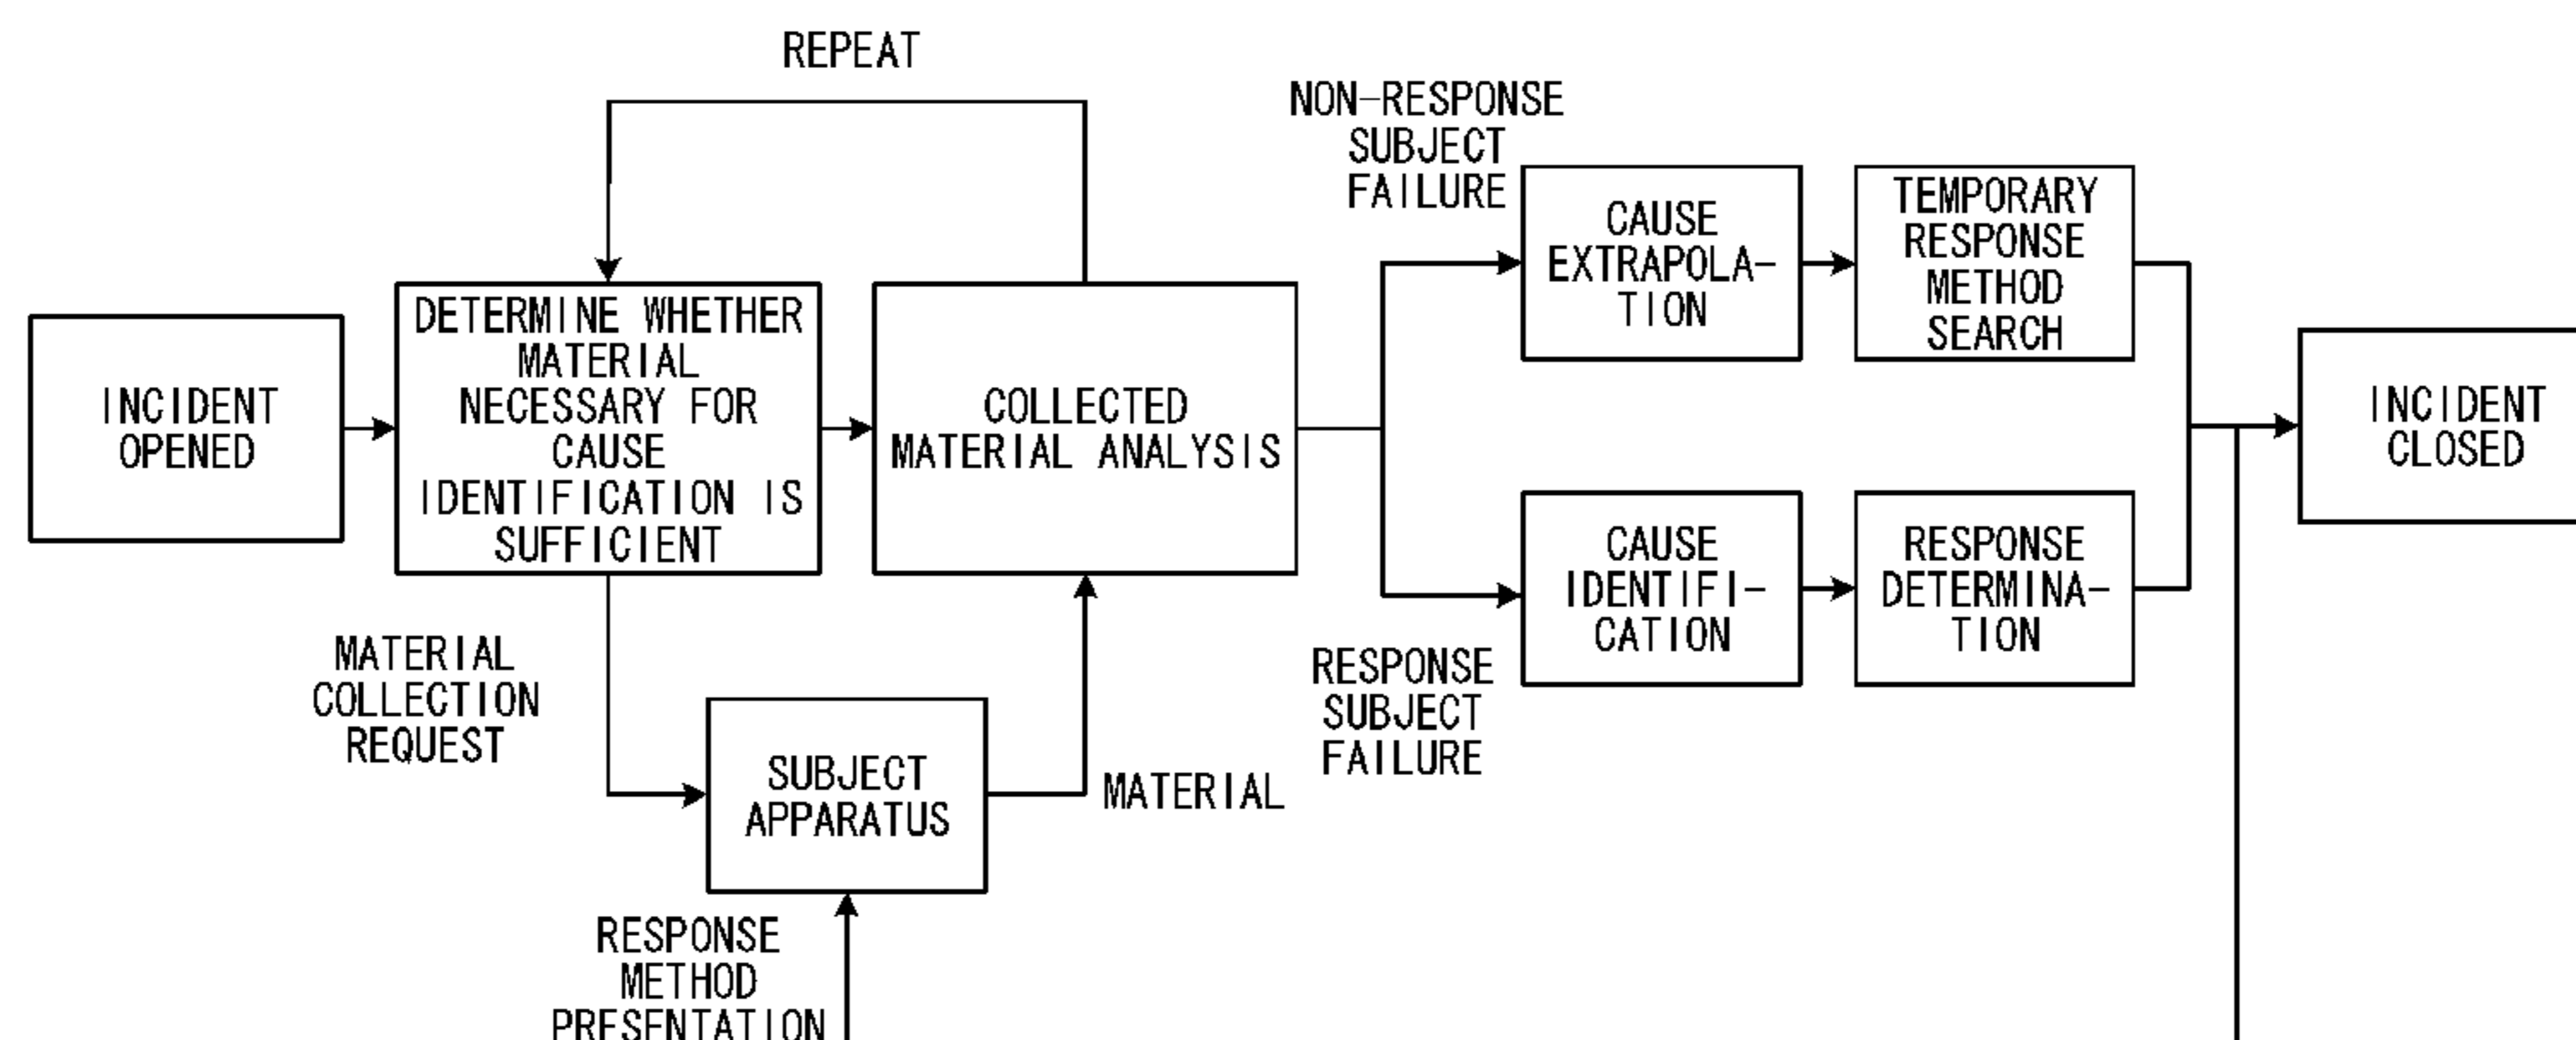 REPEAT
NON-RESPONSE
SUBJECT
FAILURE
INCIDENT
OPENED
DETERMINE WHETHER
MATERIAL
NECESSARY FOR
CAUSE
IDENTIFICATION IS
SUFFICIENT
COLLECTED
MATERIAL ANALYSIS
CAUSE
EXTRAPOLA-
TION
TEMPORARY
RESPONSE
METHOD
SEARCH
INCIDENT
CLOSED
CAUSE
IDENTIFI-
CATION
RESPONSE
DETERMINA-
TION
RESPONSE
SUBJECT
FAILURE
MATERIAL
COLLECTION
REQUEST
SUBJECT
APPARATUS
MATERIAL
RESPONSE
METHOD
PRESENTATION